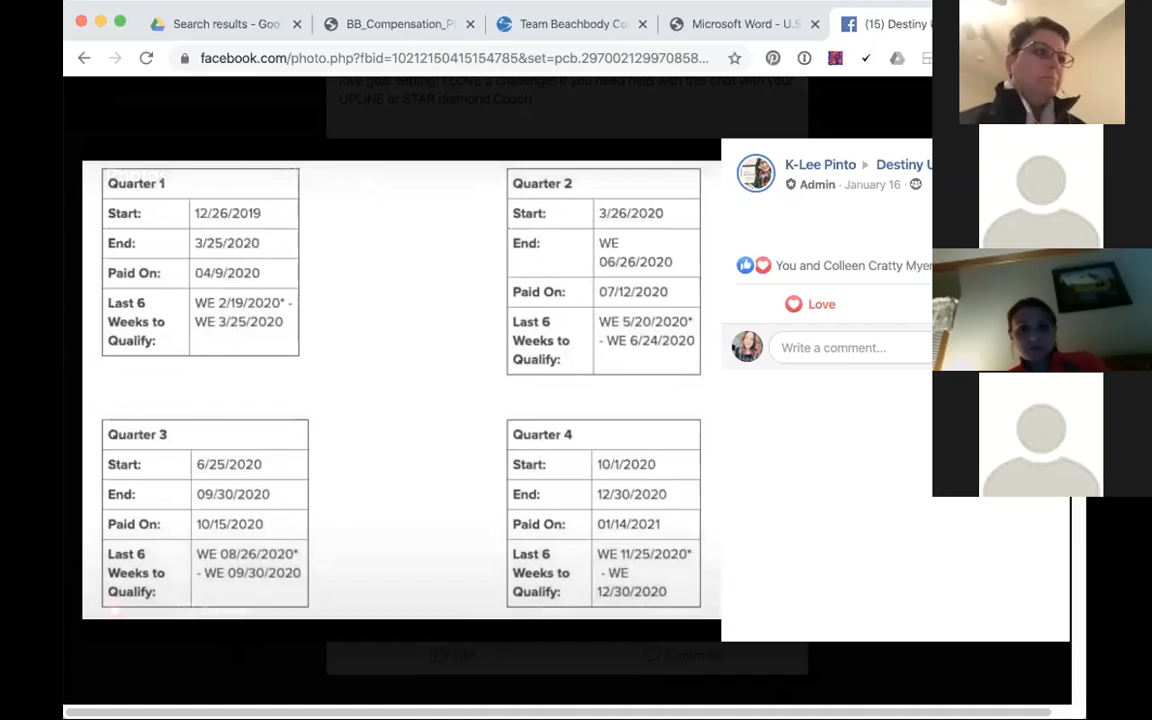 Search results - Goo
BB_Compensation_P
Team Beachbody Co
Microsoft Word - U.S
(15) Destiny U
facebook.com/photo.php?fbid=10212150415154785&set=pcb.297002129970858...
love goal setting! I LOVE a challenge! If you need help with this chat with your
UPLINE or STAR diamond Coach
Quarter 1
Start: 12/26/2019
End: 3/25/2020
Paid On: 04/9/2020
Last 6 WE 2/19/2020* -
Weeks to WE 3/25/2020
Qualify:
Quarter 2
Start: 3/26/2020
End: WE
06/26/2020
Paid On: 07/12/2020
Last 6 WE 5/20/2020*
Weeks to - WE 6/24/2020
Qualify:
Quarter 3
Start: 6/25/2020
End: 09/30/2020
Paid On: 10/15/2020
Last 6 WE 08/26/2020*
Weeks to - WE 09/30/2020
Qualify:
Quarter 4
Start: 10/1/2020
End: 12/30/2020
Paid On: 01/14/2021
Last 6 WE 11/25/2020*
Weeks to - WE
Qualify: 12/30/2020
K-Lee Pinto Destiny U
Admin · January 16 ·
You and Colleen Cratty Mye
Love
Write a comment...
Like
Comment